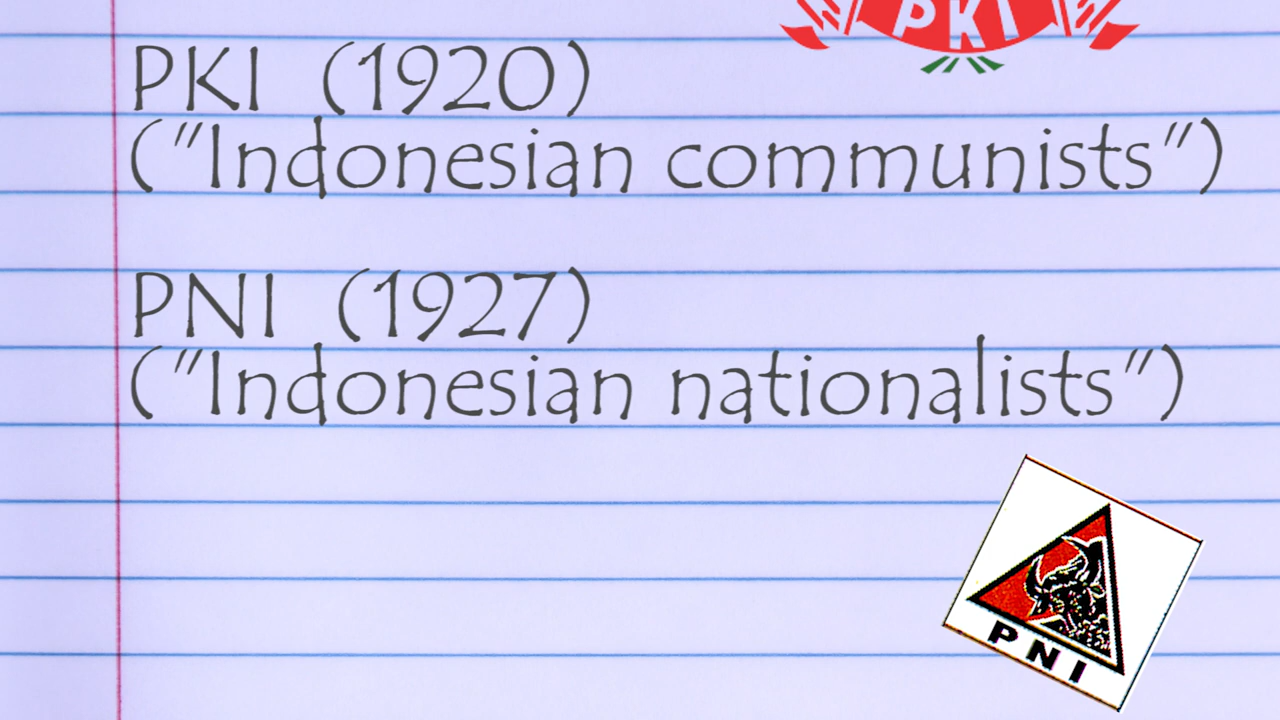 PKI
PKI (1920)
("Indonesian communists")
PNI (1927)
("Indonesian nationalists")
PNI